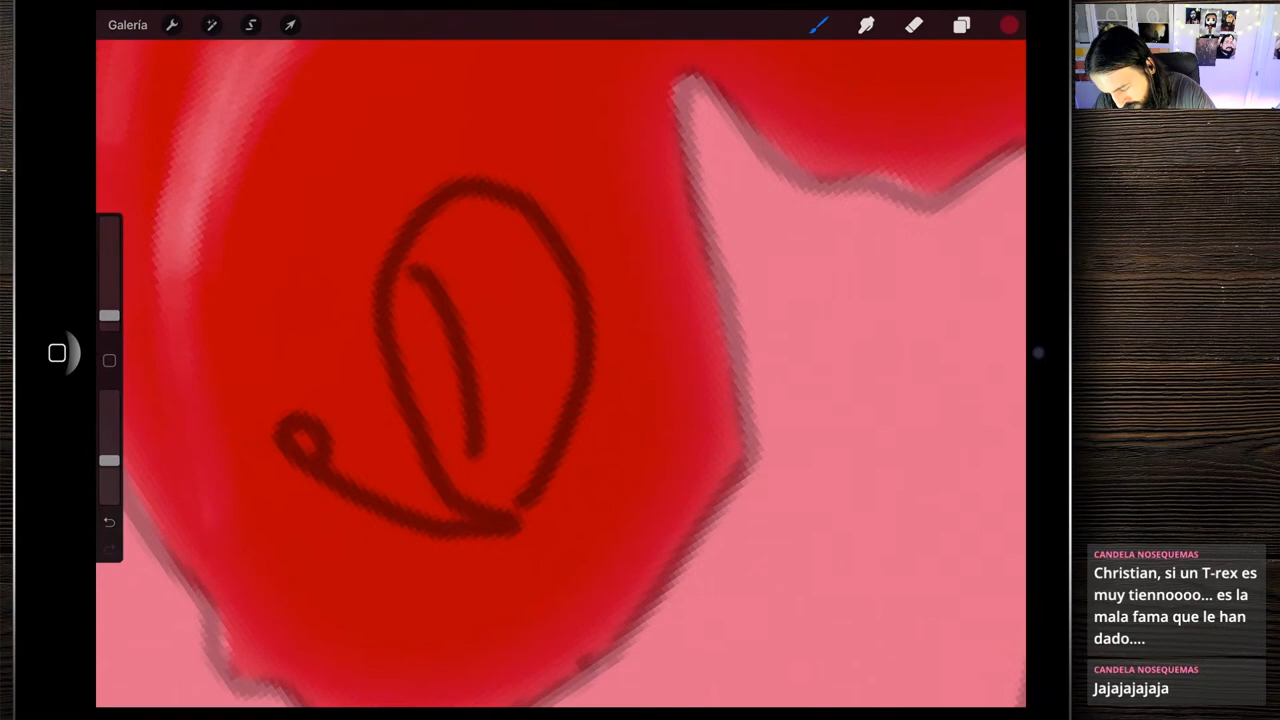 Galería
CANDELA NOSEQUEMAS
Christian, si un T-rex es
muy tiennoooo... es la
mala fama que le han
dado....
CANDELA NOSEQUEMAS
Jajajajajaja